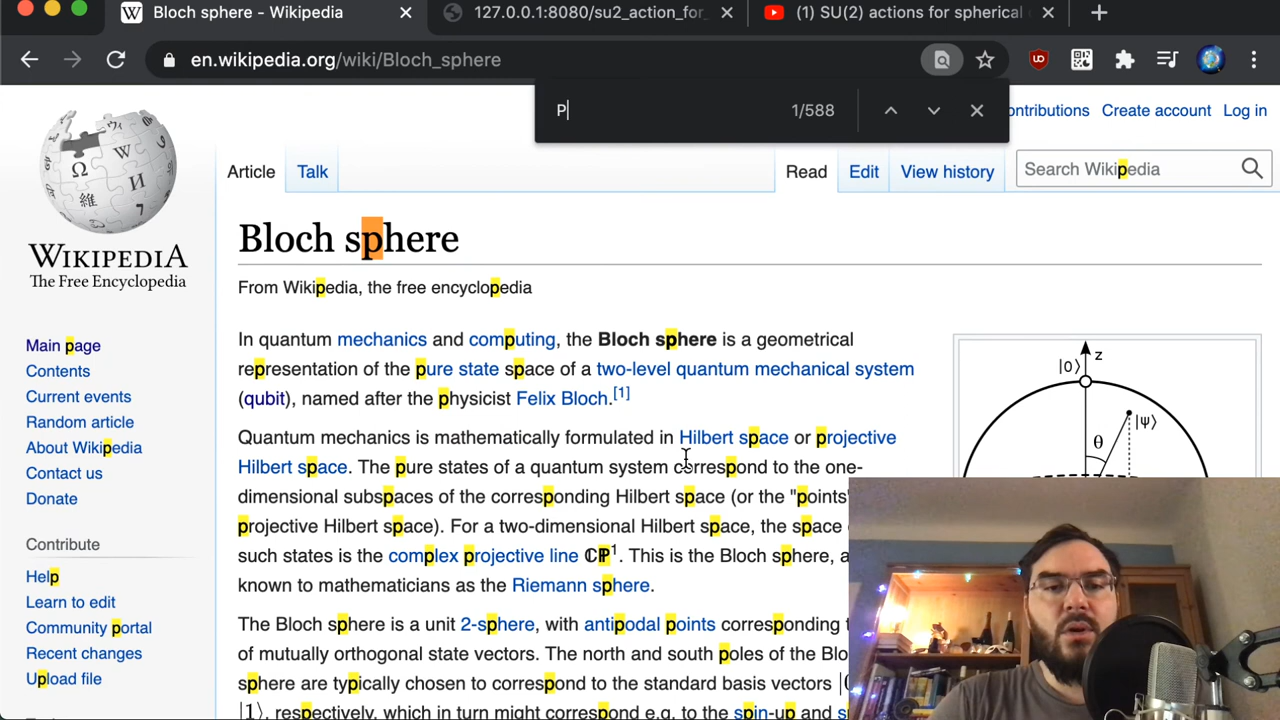 Bloch sphere - Wikipedia
127.0.0.1:8080/su2_action_for_
(1) SU(2) actions for spherical
en.wikipedia.org/wiki/Bloch_sphere
P
1/588
ontributions Create account Log in
WIKIPEDIA
The Free Encyclopedia
Article Talk Read Edit View history Search Wikipedia
Bloch sphere
From Wikipedia, the free encyclopedia
In quantum mechanics and computing, the Bloch sphere is a geometrical
representation of the pure state space of a two-level quantum mechanical system
(qubit), named after the physicist Felix Bloch.[1]
Quantum mechanics is mathematically formulated in Hilbert space or projective
Hilbert space. The pure states of a quantum system correspond to the one-
dimensional subspaces of the corresponding Hilbert space (or the "points"
projective Hilbert space). For a two-dimensional Hilbert space, the space
such states is the complex projective line ℂℙ¹. This is the Bloch sphere, a
known to mathematicians as the Riemann sphere.
The Bloch sphere is a unit 2-sphere, with antipodal points corresponding t
of mutually orthogonal state vectors. The north and south poles of the Blo
sphere are typically chosen to correspond to the standard basis vectors |0
|1⟩, respectively, which in turn might correspond e.g. to the spin-up and s
Main page
Contents
Current events
Random article
About Wikipedia
Contact us
Donate
Contribute
Help
Learn to edit
Community portal
Recent changes
Upload file
z
|0⟩
|ψ⟩
θ